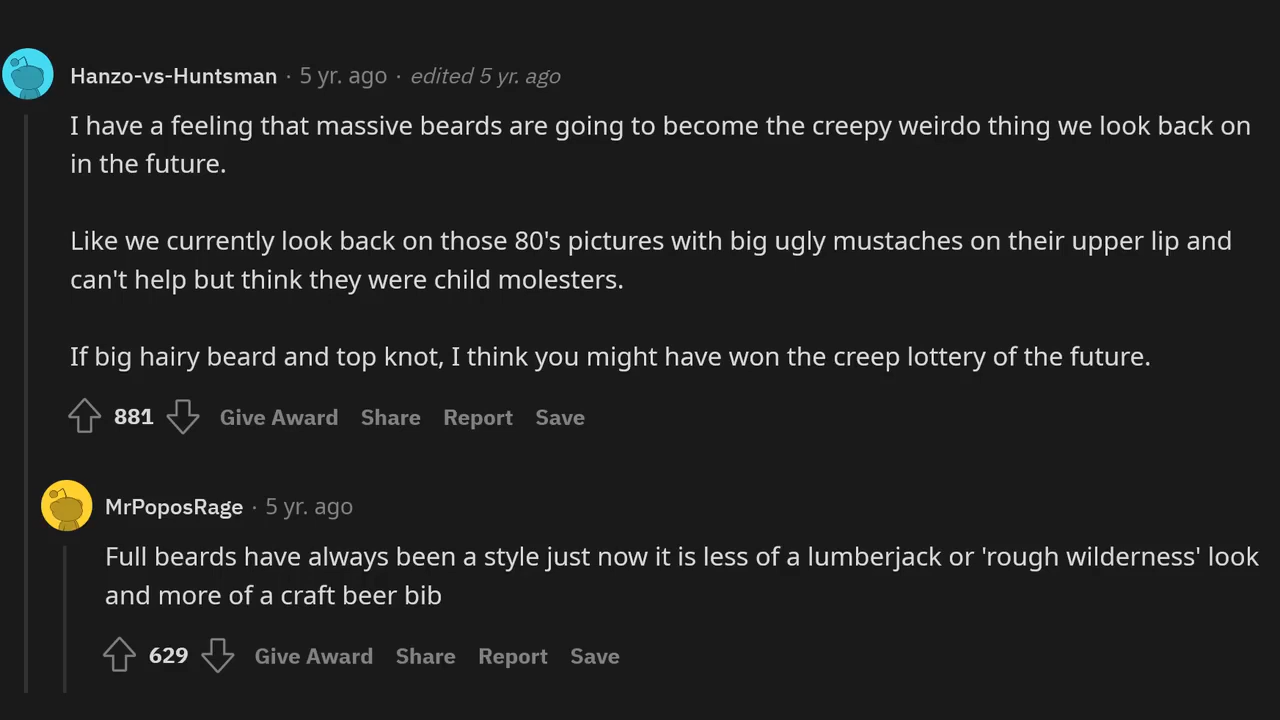 Hanzo-vs-Huntsman · 5 yr. ago · edited 5 yr. ago
I have a feeling that massive beards are going to become the creepy weirdo thing we look back on
in the future.
Like we currently look back on those 80's pictures with big ugly mustaches on their upper lip and
can't help but think they were child molesters.
If big hairy beard and top knot, I think you might have won the creep lottery of the future.
881 Give Award Share Report Save
MrPoposRage · 5 yr. ago
Full beards have always been a style just now it is less of a lumberjack or 'rough wilderness' look
and more of a craft beer bib
629 Give Award Share Report Save